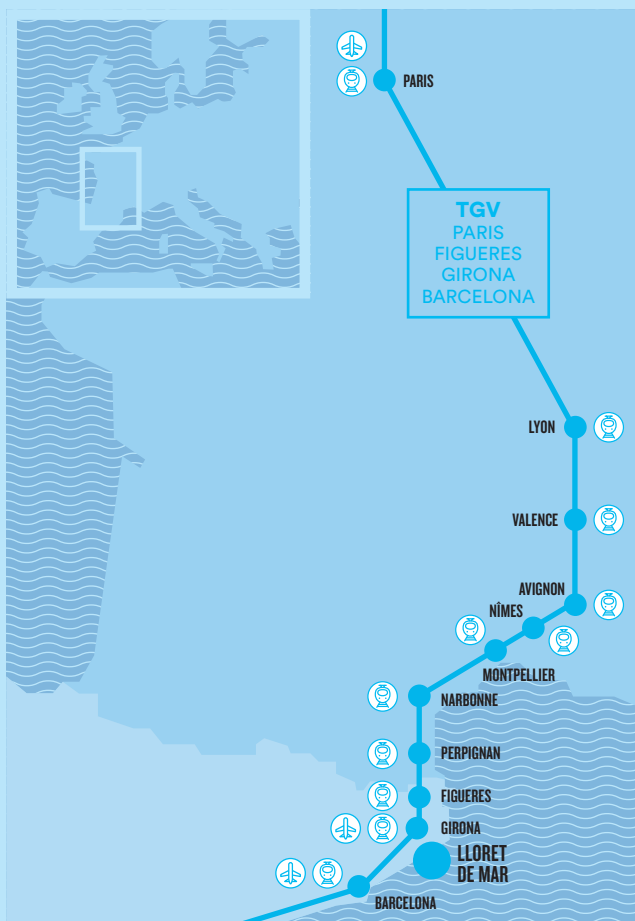 PARIS
TGV
PARIS
FIGUERES
GIRONA
BARCELONA
LYON
VALENCE
AVIGNON
NÎMES
MONTPELLIER
NARBONNE
PERPIGNAN
FIGUERES
GIRONA
LLORET
DE MAR
BARCELONA